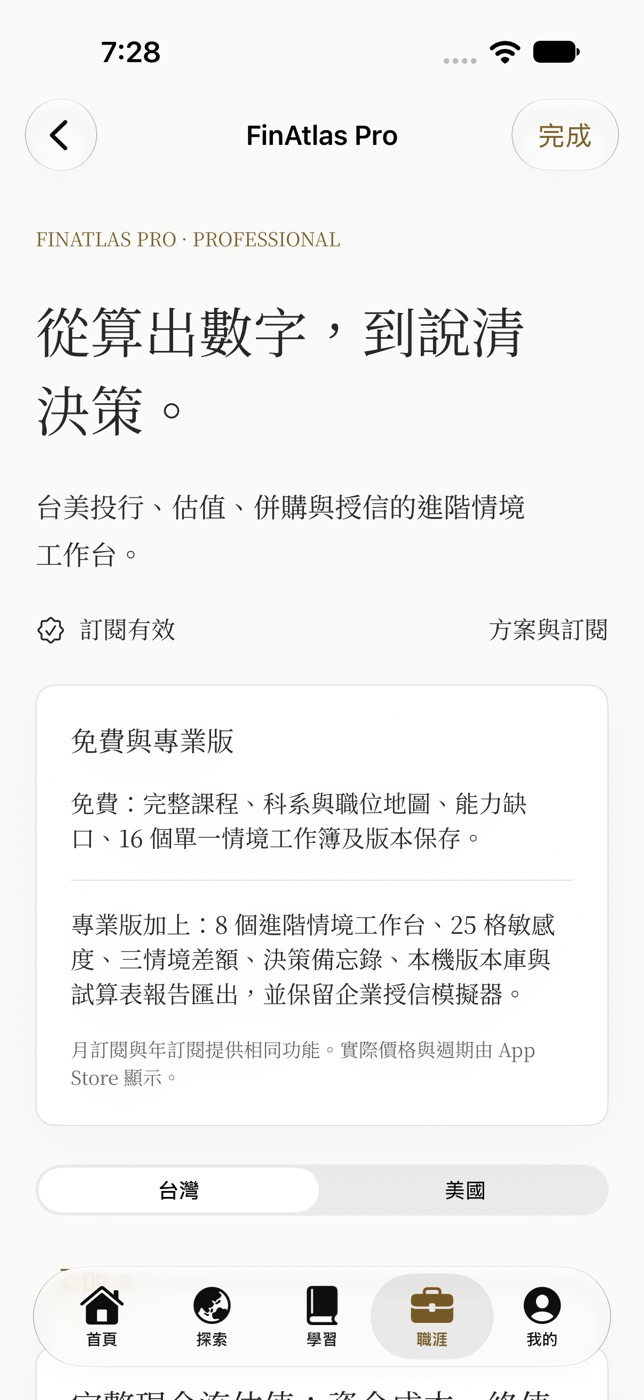 7:28
FinAtlas Pro
完成
FINATLAS PRO · PROFESSIONAL
從算出數字，到說清
決策。
台美投行、估值、併購與授信的進階情境
工作台。
訂閱有效
方案與訂閱
免費與專業版
免費：完整課程、科系與職位地圖、能力缺
口、16 個單一情境工作簿及版本保存。
專業版加上：8 個進階情境工作台、25 格敏感
度、三情境差額、決策備忘錄、本機版本庫與
試算表報告匯出，並保留企業授信模擬器。
月訂閱與年訂閱提供相同功能。實際價格與週期由 App
Store 顯示。
台灣
美國
首頁
探索
學習
職涯
我的